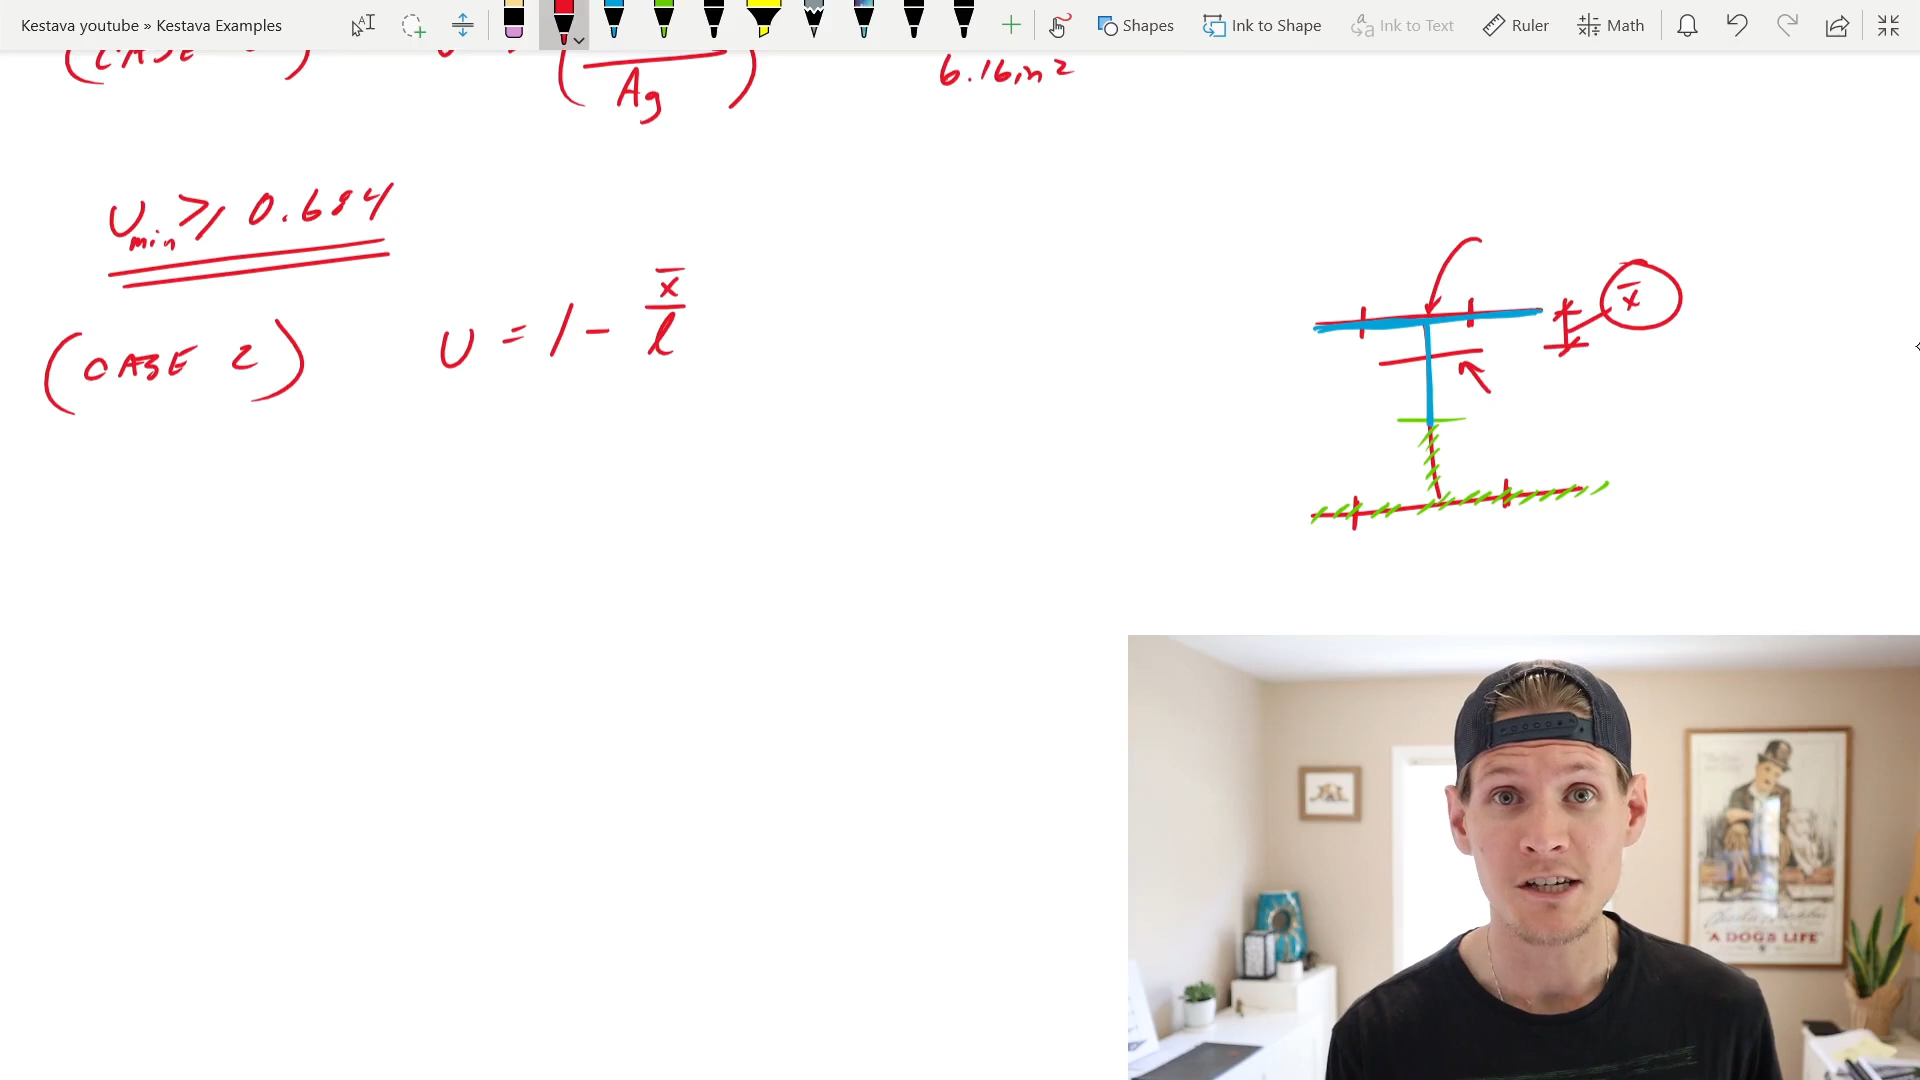 Kestava youtube » Kestava Examples
Shapes
Ink to Shape
Ink to Text
Ruler
Math
(CASE
Ag
6.16in²
Umin ≥ 0.684
(CASE 2) U = 1 - x̄/l
x̄
"A DOG'S LIFE"